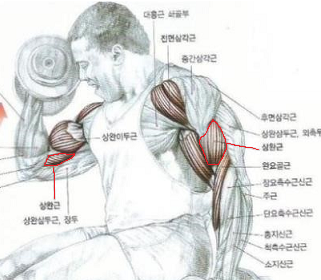 대흉근 쇄골부
전면삼각근
중간삼각근
후면삼각근
상완삼두근, 외측두
상완근
완요골근
장요측수근신근
주근
단요측수근신근
총지신근
척측수근신근
소지신근
상완이두근
상완근
상완삼두근, 장두